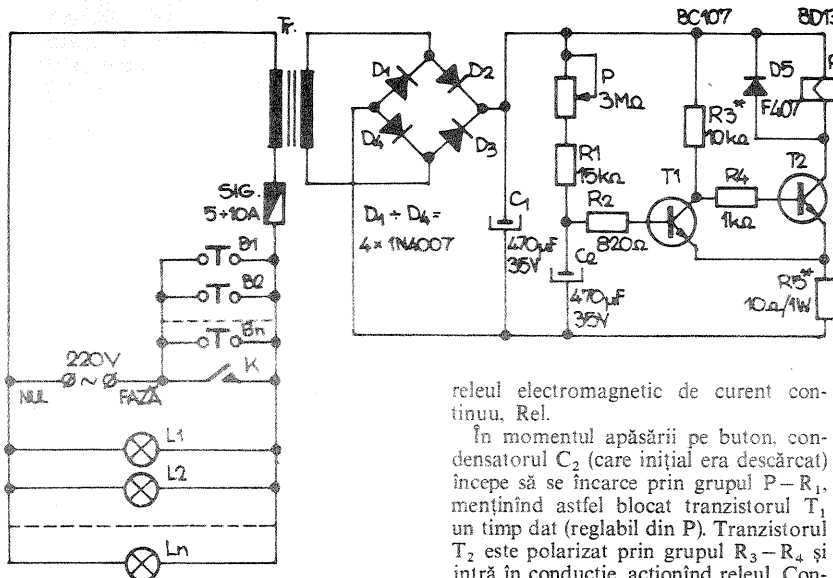 BC107
Tr.
D1
D2
D4
D3
P
3MΩ
R3*
10kΩ
D5
F407
R1
15kΩ
T1
R4
1kΩ
T2
R2
820Ω
SIG.
5÷10A
D1 ÷ D4 =
4 × 1N4007
C1
470µF
35V
C2
470µF
35V
R5*
10Ω/1W
B1
B2
Bn
K
220V
NUL
FAZĂ
L1
L2
Ln
releul electromagnetic de curent con-
tinuu, Rel.
În momentul apăsării pe buton, con-
densatorul C2 (care inițial era descărcat)
începe să se încarce prin grupul P−R1,
menținînd astfel blocat tranzistorul T1
un timp dat (reglabil din P). Tranzistorul
T2 este polarizat prin grupul R3−R4 și
intră în conducție, acționînd releul. Con-